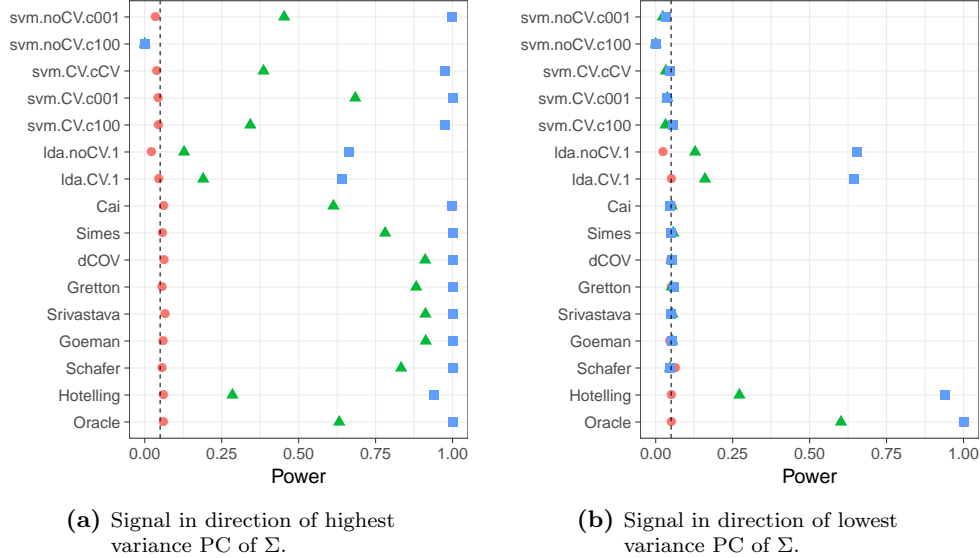 svm.noCV.c001
svm.noCV.c100
svm.CV.cCV
svm.CV.c001
svm.CV.c100
lda.noCV.1
lda.CV.1
Cai
Simes
dCOV
Gretton
Srivastava
Goeman
Schafer
Hotelling
Oracle
0.00 0.25 0.50 0.75 1.00
Power
(a) Signal in direction of highest
variance PC of Σ.
svm.noCV.c001
svm.noCV.c100
svm.CV.cCV
svm.CV.c001
svm.CV.c100
lda.noCV.1
lda.CV.1
Cai
Simes
dCOV
Gretton
Srivastava
Goeman
Schafer
Hotelling
Oracle
0.00 0.25 0.50 0.75 1.00
Power
(b) Signal in direction of lowest
variance PC of Σ.